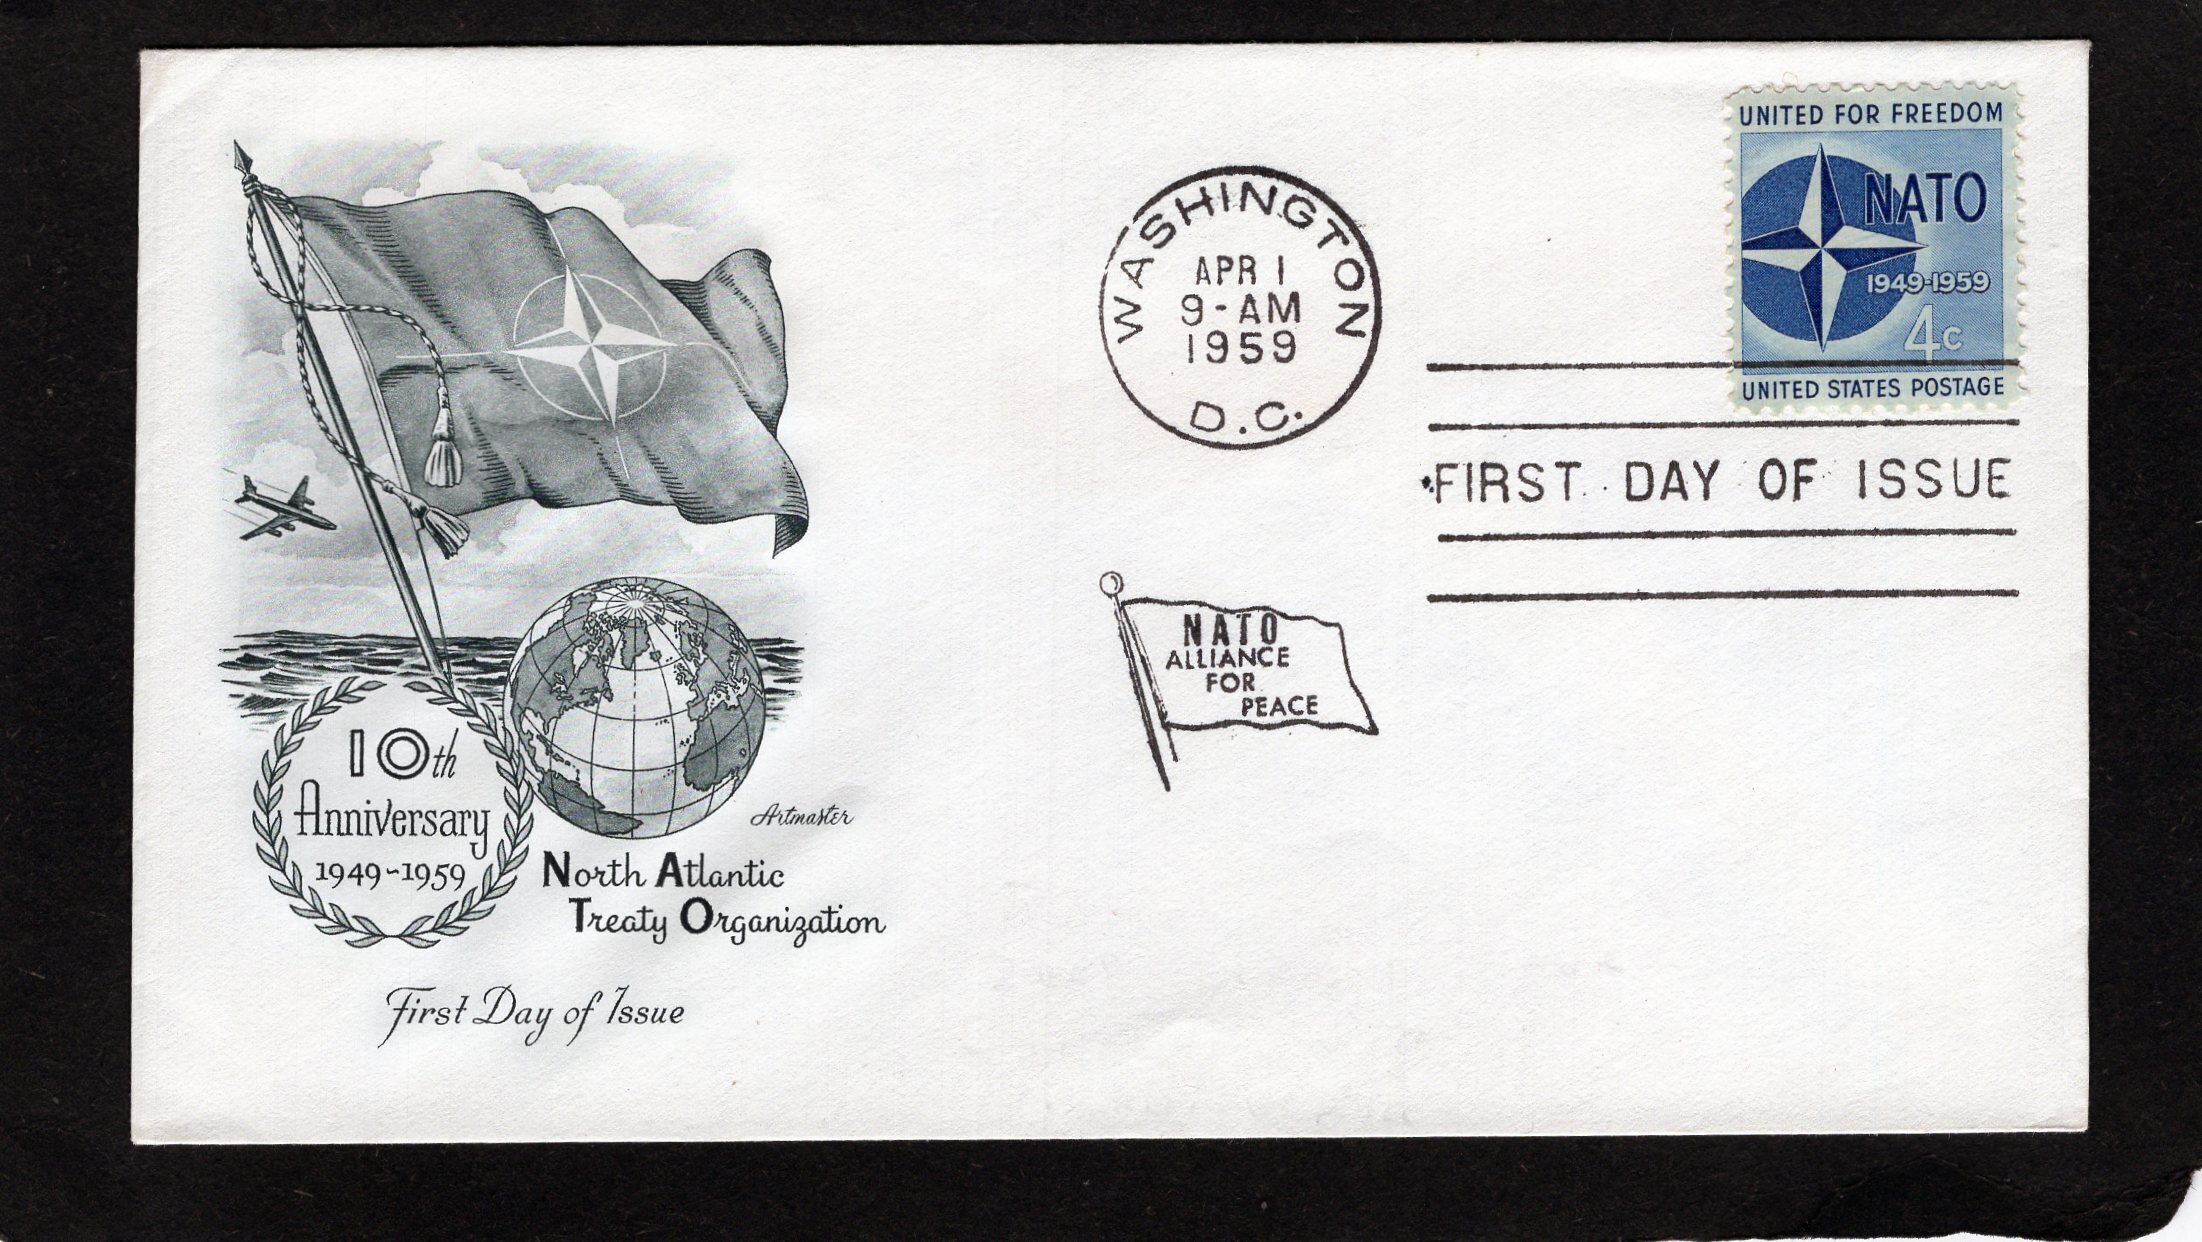 10th
Anniversary
1949-1959
Artmaster
North Atlantic
Treaty Organization
First Day of Issue
WASHINGTON
APR 1
9-AM
1959
D.C.
NATO
ALLIANCE
FOR
PEACE
UNITED FOR FREEDOM
NATO
1949-1959
4c
UNITED STATES POSTAGE
FIRST DAY OF ISSUE